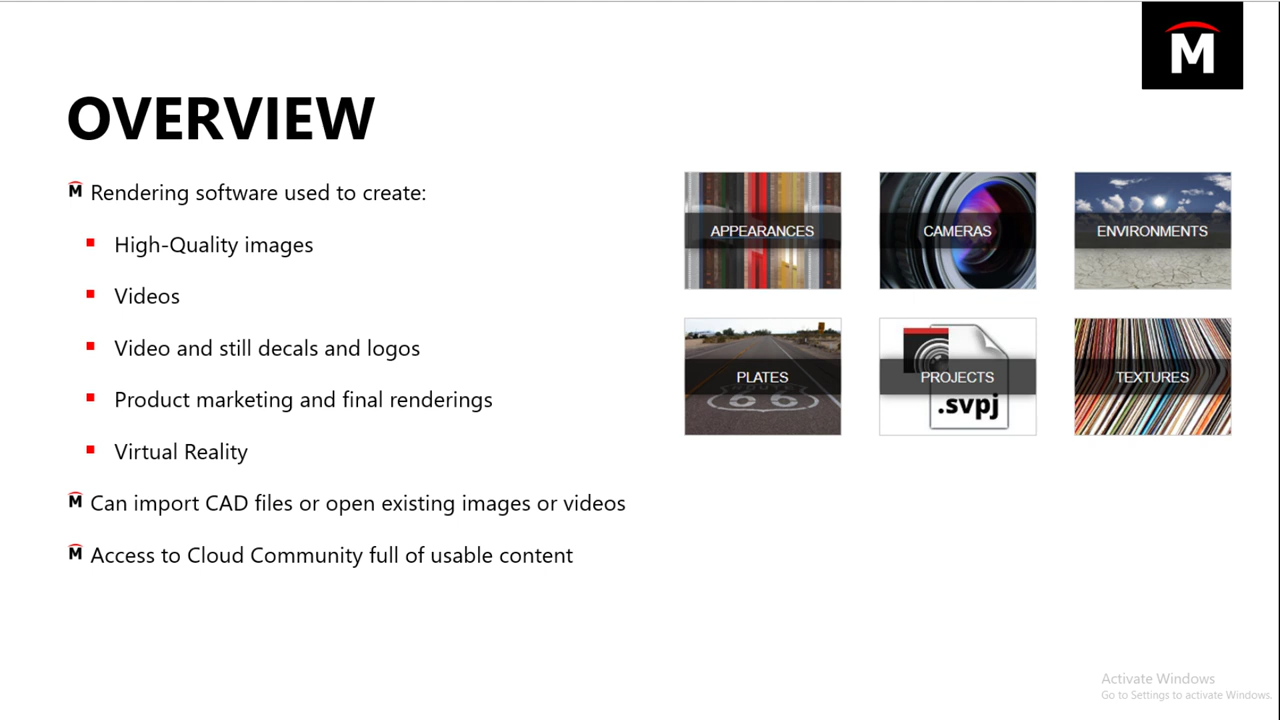 M
OVERVIEW
Rendering software used to create:
High-Quality images
Videos
Video and still decals and logos
Product marketing and final renderings
Virtual Reality
Can import CAD files or open existing images or videos
Access to Cloud Community full of usable content
APPEARANCES
CAMERAS
ENVIRONMENTS
PLATES
66
PROJECTS
.svpj
TEXTURES
Activate Windows
Go to Settings to activate Windows.